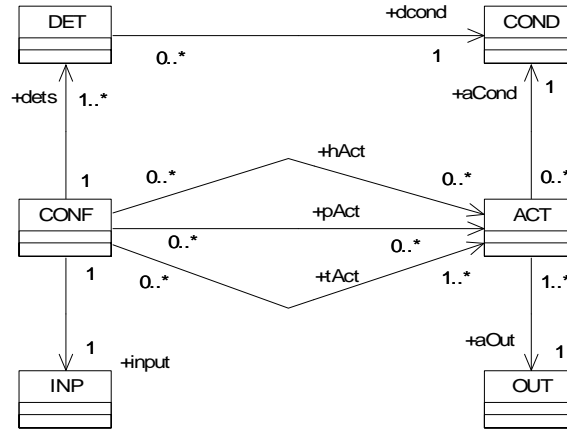 DET
+dcond
COND
0..*
1
+dets
1..*
+aCond
1
+hAct
1
0..*
0..*
0..*
CONF
+pAct
ACT
0..*
0..*
1
0..*
+tAct
1..*
1..*
1
+input
+aOut
1
INP
OUT